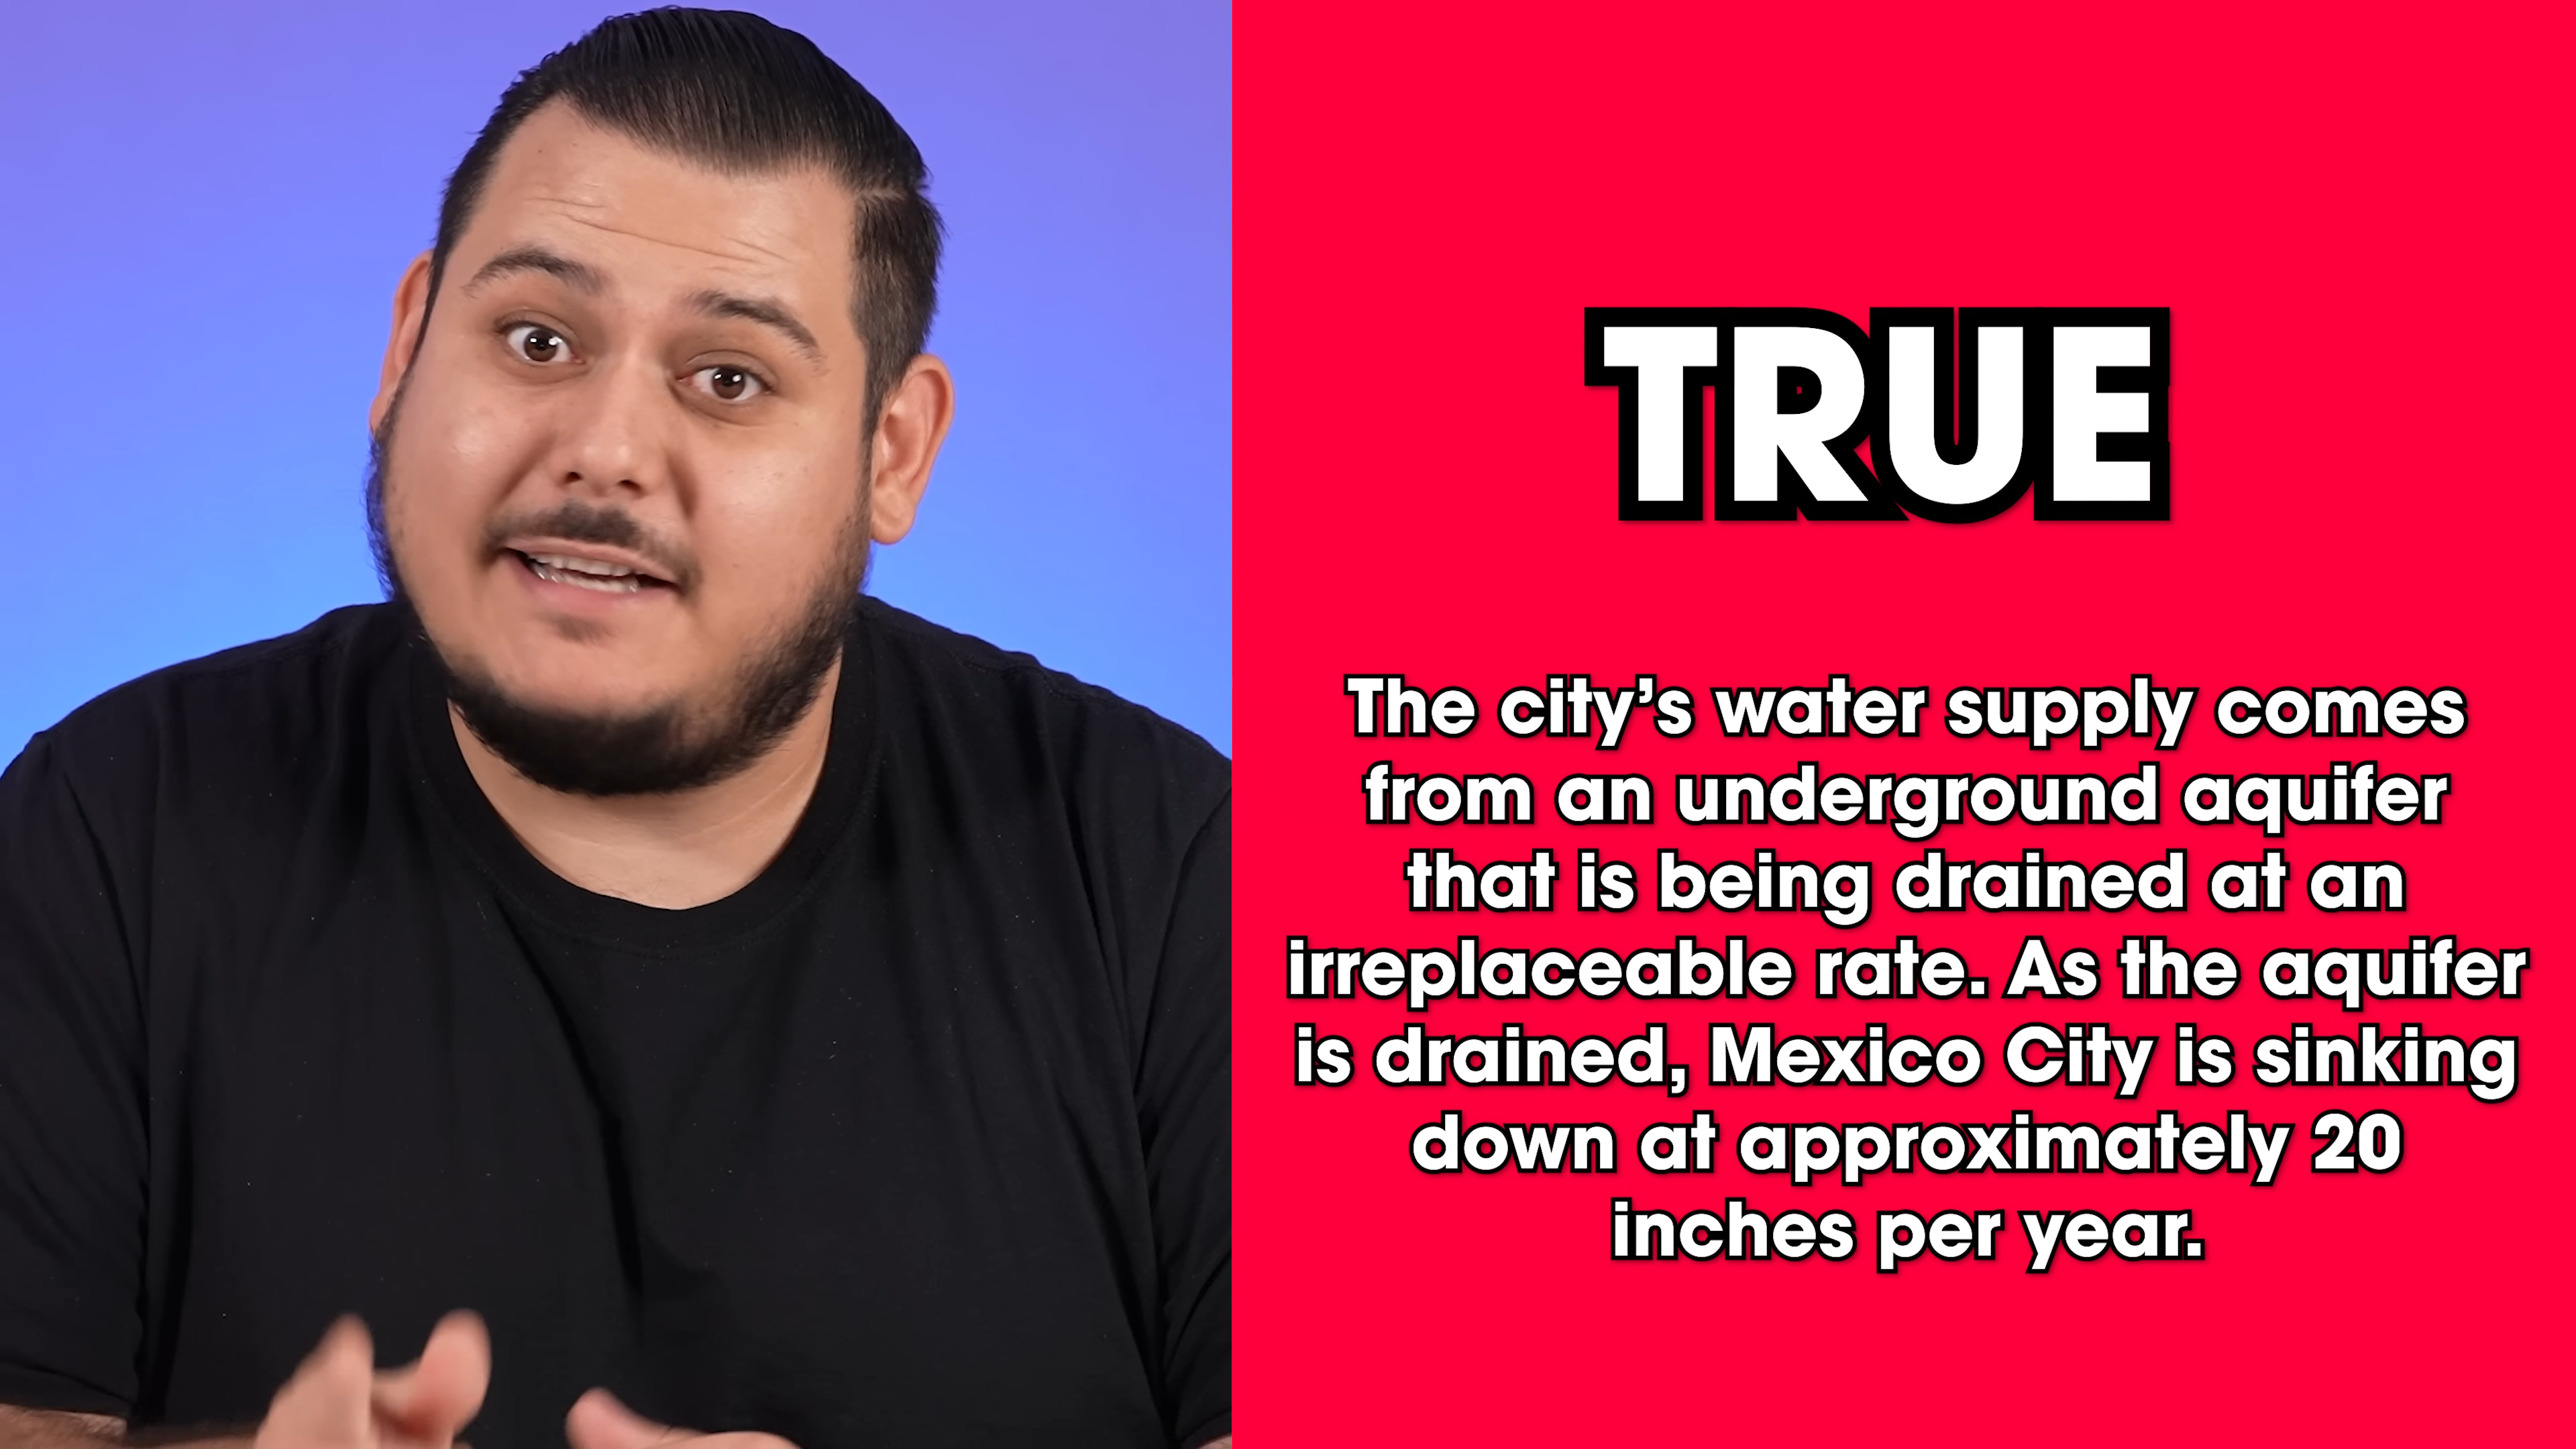 TRUE
The city’s water supply comes
from an underground aquifer
that is being drained at an
irreplaceable rate. As the aquifer
is drained, Mexico City is sinking
down at approximately 20
inches per year.